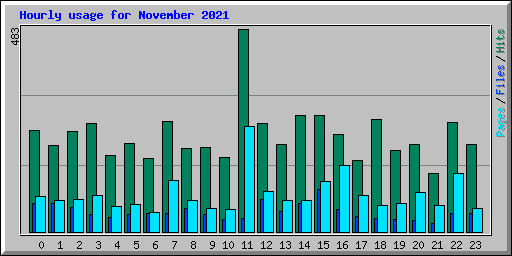 Hourly usage for November 2021
483
Pages/Files/Hits
0 1 2 3 4 5 6 7 8 9 10 11 12 13 14 15 16 17 18 19 20 21 22 23